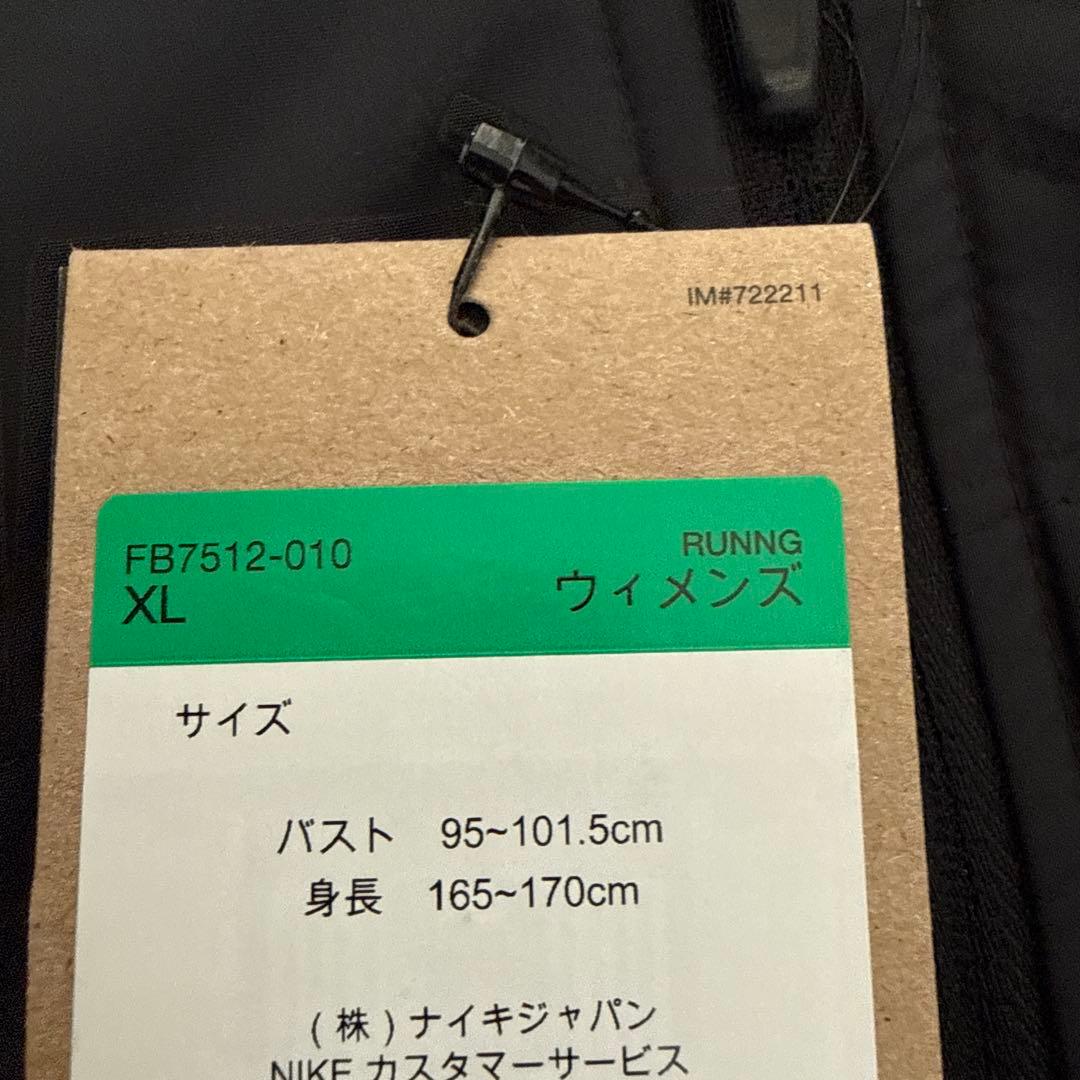 IM#722211
FB7512-010
RUNNG
XL
ウィメンズ
サイズ
バスト 95~101.5cm
身長 165~170cm
(株)ナイキジャパン
NIKE カスタマーサービス